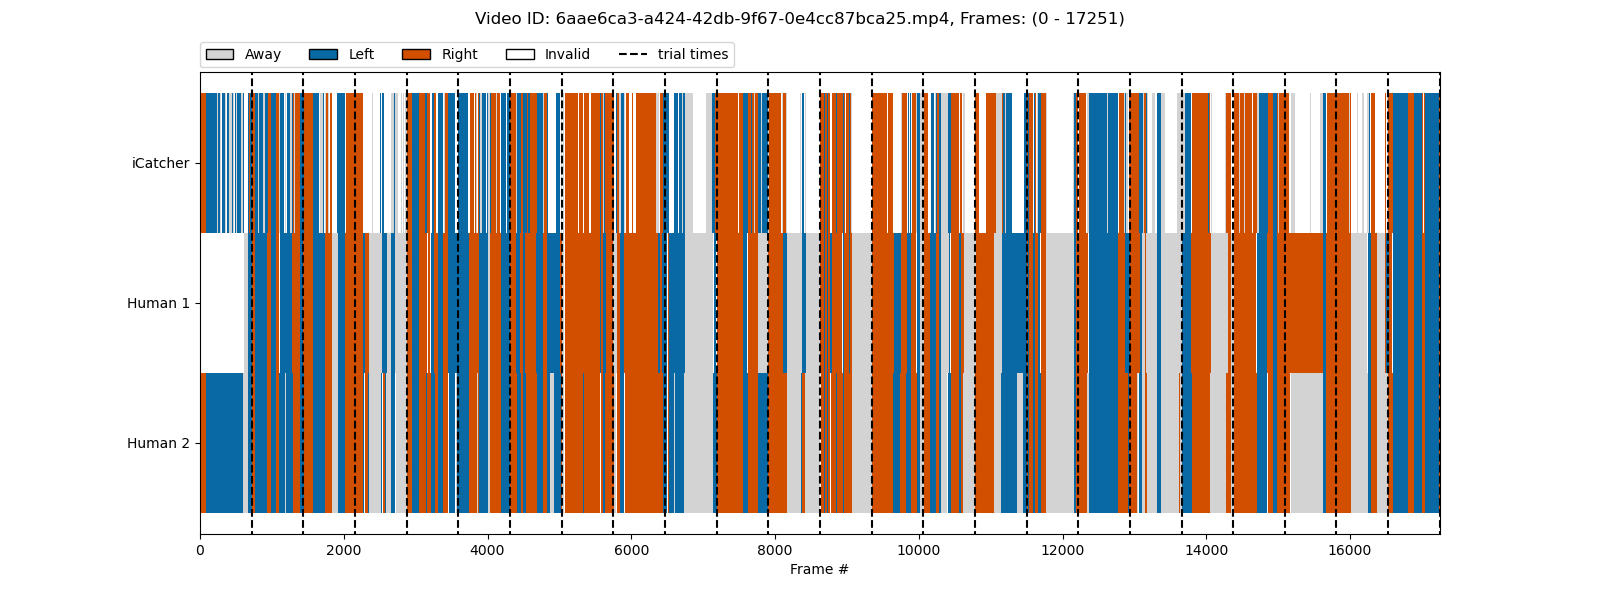 Video ID: 6aae6ca3-a424-42db-9f67-0e4cc87bca25.mp4, Frames: (0 - 17251)
Away Left Right Invalid trial times
iCatcher
Human 1
Human 2
0 2000 4000 6000 8000 10000 12000 14000 16000
Frame #